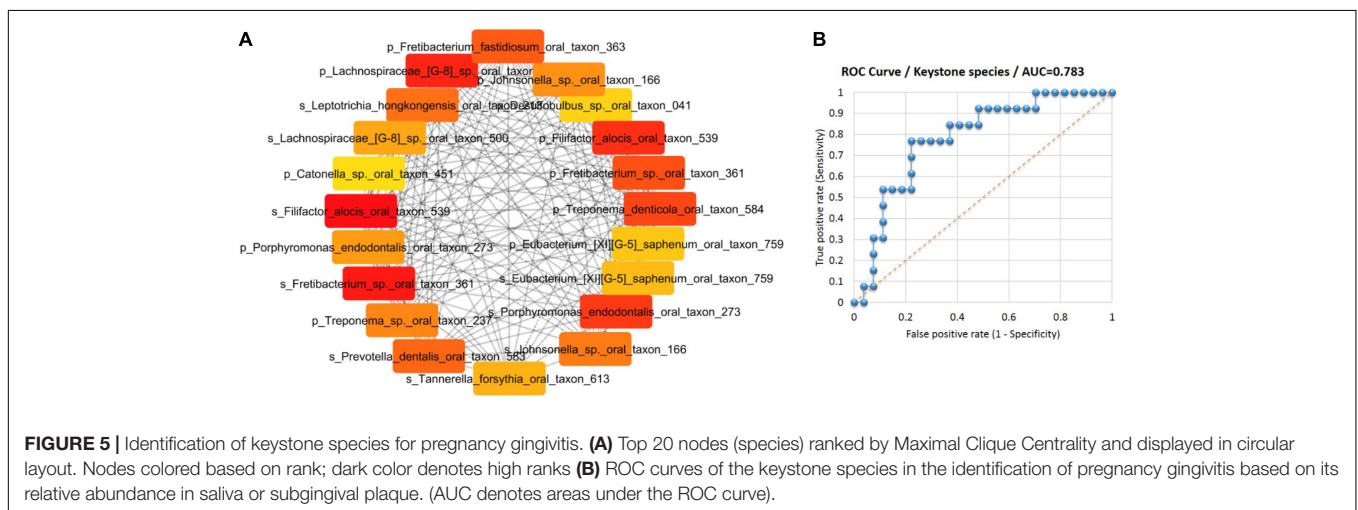 A
p_Fretibacterium_fastidiosum_oral_taxon_363
p_Lachnospiraceae_[G-8]_sp._oral_taxon
p_Johnsonella_sp._oral_taxon_166
s_Leptotrichia_hongkongensis_oral_taxon_213
p_Desulfobulbus_sp._oral_taxon_041
s_Lachnospiraceae_[G-8]_sp._oral_taxon_500
p_Filifactor_alocis_oral_taxon_539
p_Catonella_sp._oral_taxon_451
p_Fretibacterium_sp._oral_taxon_361
s_Filifactor_alocis_oral_taxon_539
p_Treponema_denticola_oral_taxon_584
p_Porphyromonas_endodontalis_oral_taxon_273
p_Eubacterium_[XI][G-5]_saphenum_oral_taxon_759
s_Eubacterium_[XI][G-5]_saphenum_oral_taxon_759
s_Fretibacterium_sp._oral_taxon_361
s_Porphyromonas_endodontalis_oral_taxon_273
p_Treponema_sp._oral_taxon_237
s_Johnsonella_sp._oral_taxon_166
s_Prevotella_dentalis_oral_taxon_583
s_Tannerella_forsythia_oral_taxon_613
B
ROC Curve / Keystone species / AUC=0.783
True positive rate (Sensitivity)
1
0.9
0.8
0.7
0.6
0.5
0.4
0.3
0.2
0.1
0
0 0.2 0.4 0.6 0.8 1
False positive rate (1 - Specificity)
FIGURE 5 | Identification of keystone species for pregnancy gingivitis. (A) Top 20 nodes (species) ranked by Maximal Clique Centrality and displayed in circular
layout. Nodes colored based on rank; dark color denotes high ranks (B) ROC curves of the keystone species in the identification of pregnancy gingivitis based on its
relative abundance in saliva or subgingival plaque. (AUC denotes areas under the ROC curve).